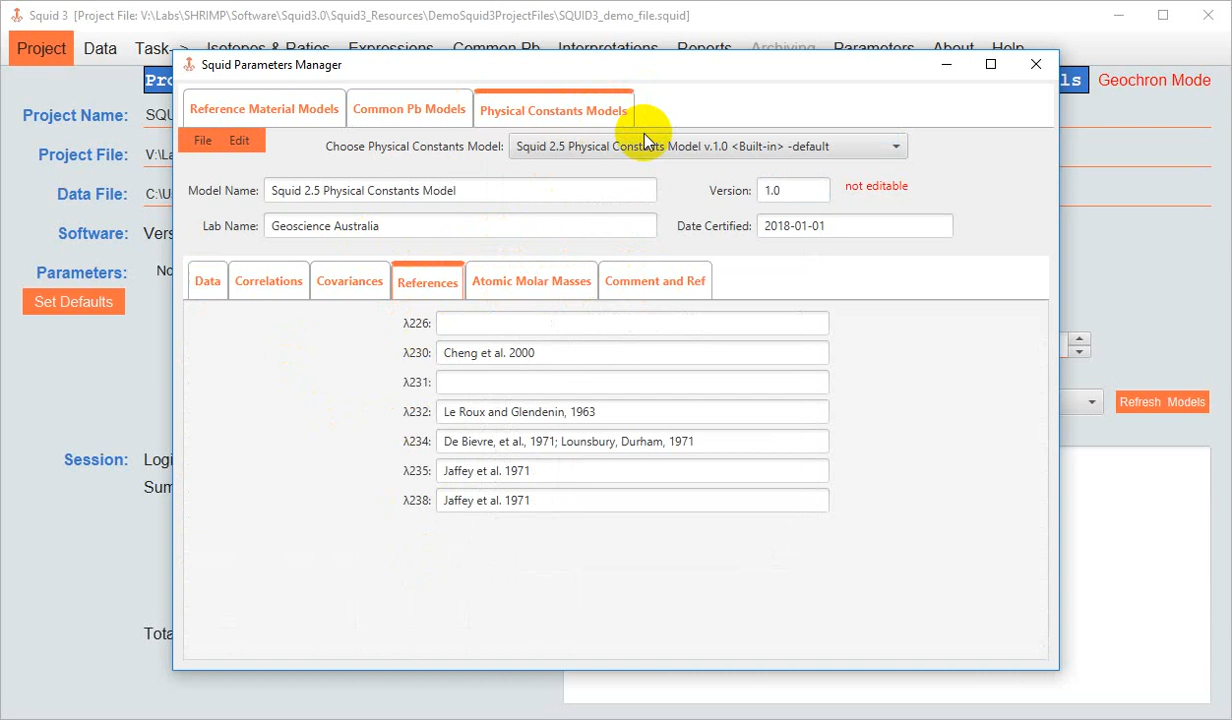 Squid 3 [Project File: V:\Labs\SHRIMP\Software\Squid3.0\Squid3_Resources\DemoSquid3ProjectFiles\SQUID3_demo_file.squid]
Project Data Task Isotopes & Ratios Expressions Common Pb Interpretations Reports Archiving Parameters About Help
Geochron Mode
Project Name: SQU
Project File: V:\La
Data File: C:\U
Software: Vers
Parameters: No
Set Defaults
Refresh Models
Session: Logi
Sum
Tota
Squid Parameters Manager
Reference Material Models Common Pb Models Physical Constants Models
File Edit Choose Physical Constants Model: Squid 2.5 Physical Constants Model v.1.0 <Built-in> -default
Model Name: Squid 2.5 Physical Constants Model Version: 1.0 not editable
Lab Name: Geoscience Australia Date Certified: 2018-01-01
Data Correlations Covariances References Atomic Molar Masses Comment and Ref
λ226:
λ230: Cheng et al. 2000
λ231:
λ232: Le Roux and Glendenin, 1963
λ234: De Bievre, et al., 1971; Lounsbury, Durham, 1971
λ235: Jaffey et al. 1971
λ238: Jaffey et al. 1971